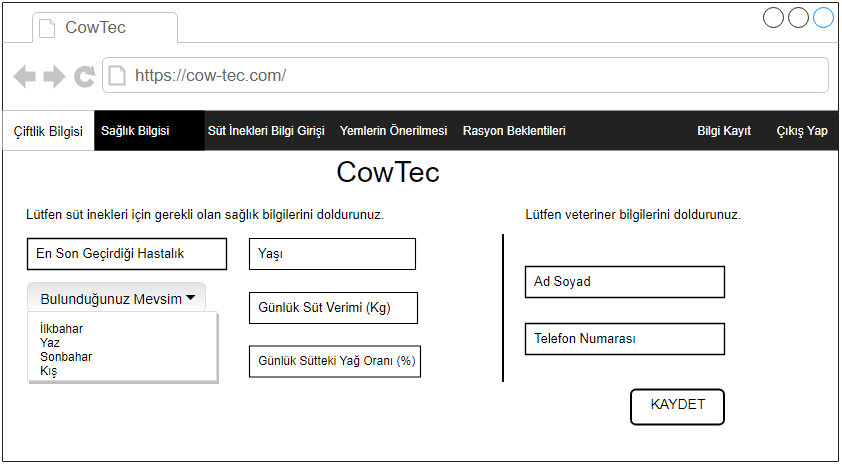 CowTec
https://cow-tec.com/
Çiftlik Bilgisi Sağlık Bilgisi Süt İnekleri Bilgi Girişi Yemlerin Önerilmesi Rasyon Beklentileri Bilgi Kayıt Çıkış Yap
CowTec
Lütfen süt inekleri için gerekli olan sağlık bilgilerini doldurunuz.
En Son Geçirdiği Hastalık
Yaşı
Bulunduğunuz Mevsim
İlkbahar
Yaz
Sonbahar
Kış
Günlük Süt Verimi (Kg)
Günlük Sütteki Yağ Oranı (%)
Lütfen veteriner bilgilerini doldurunuz.
Ad Soyad
Telefon Numarası
KAYDET